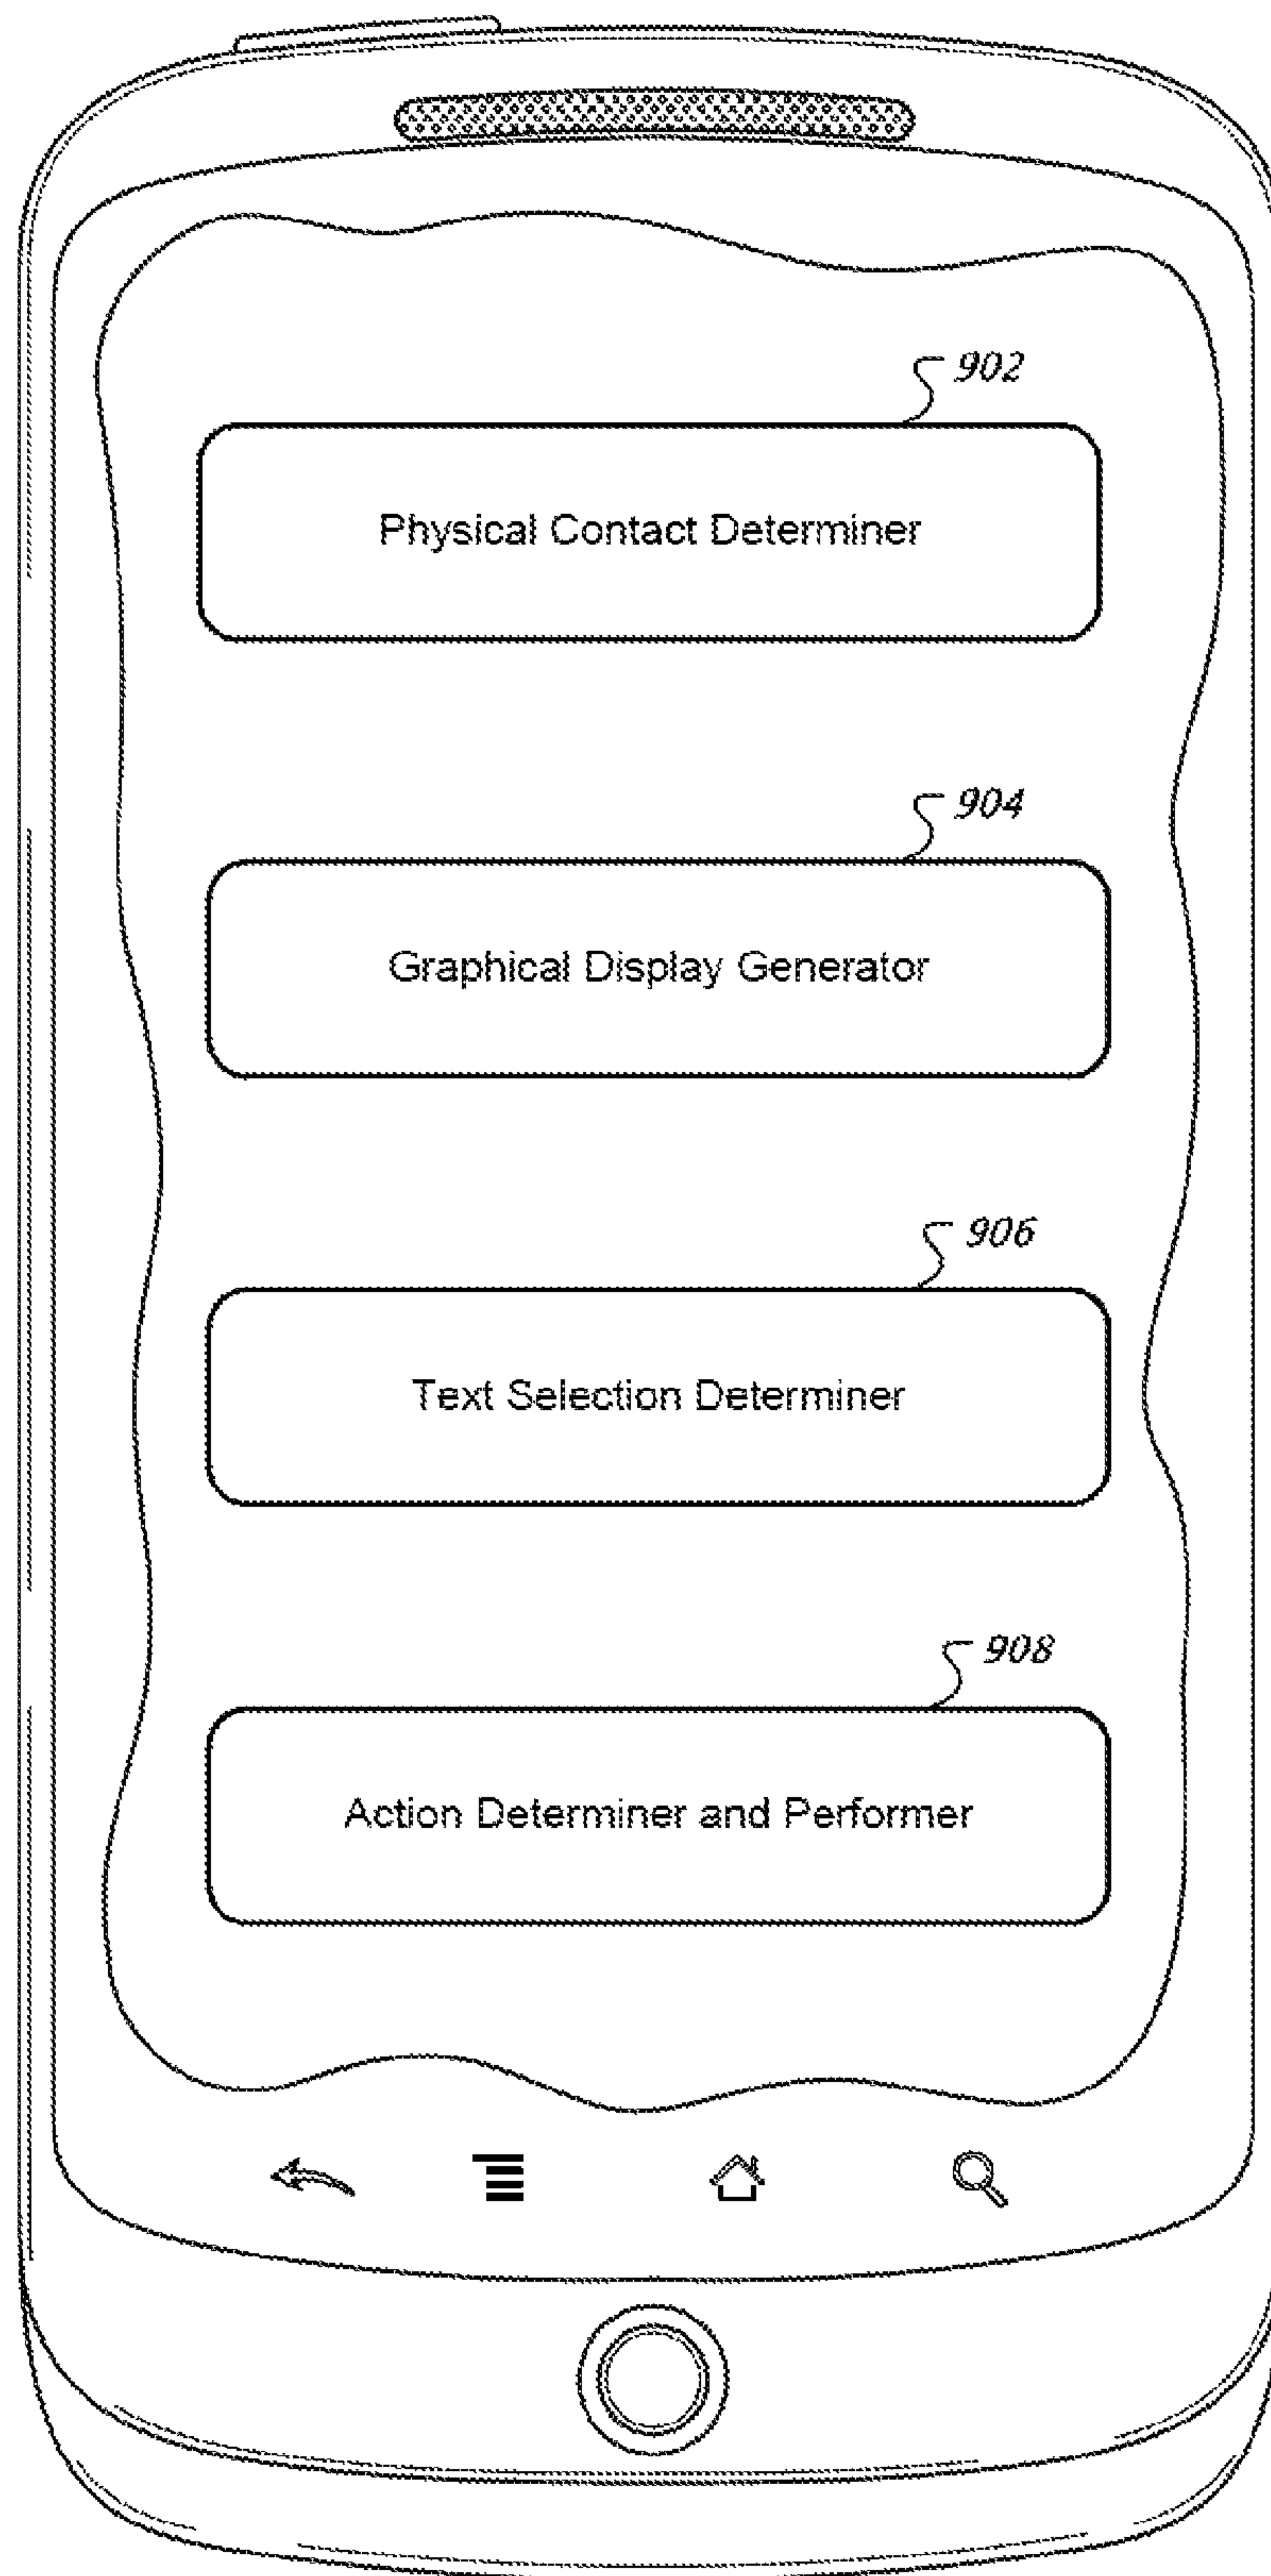 902
Physical Contact Determiner
904
Graphical Display Generator
906
Text Selection Determiner
908
Action Determiner and Performer